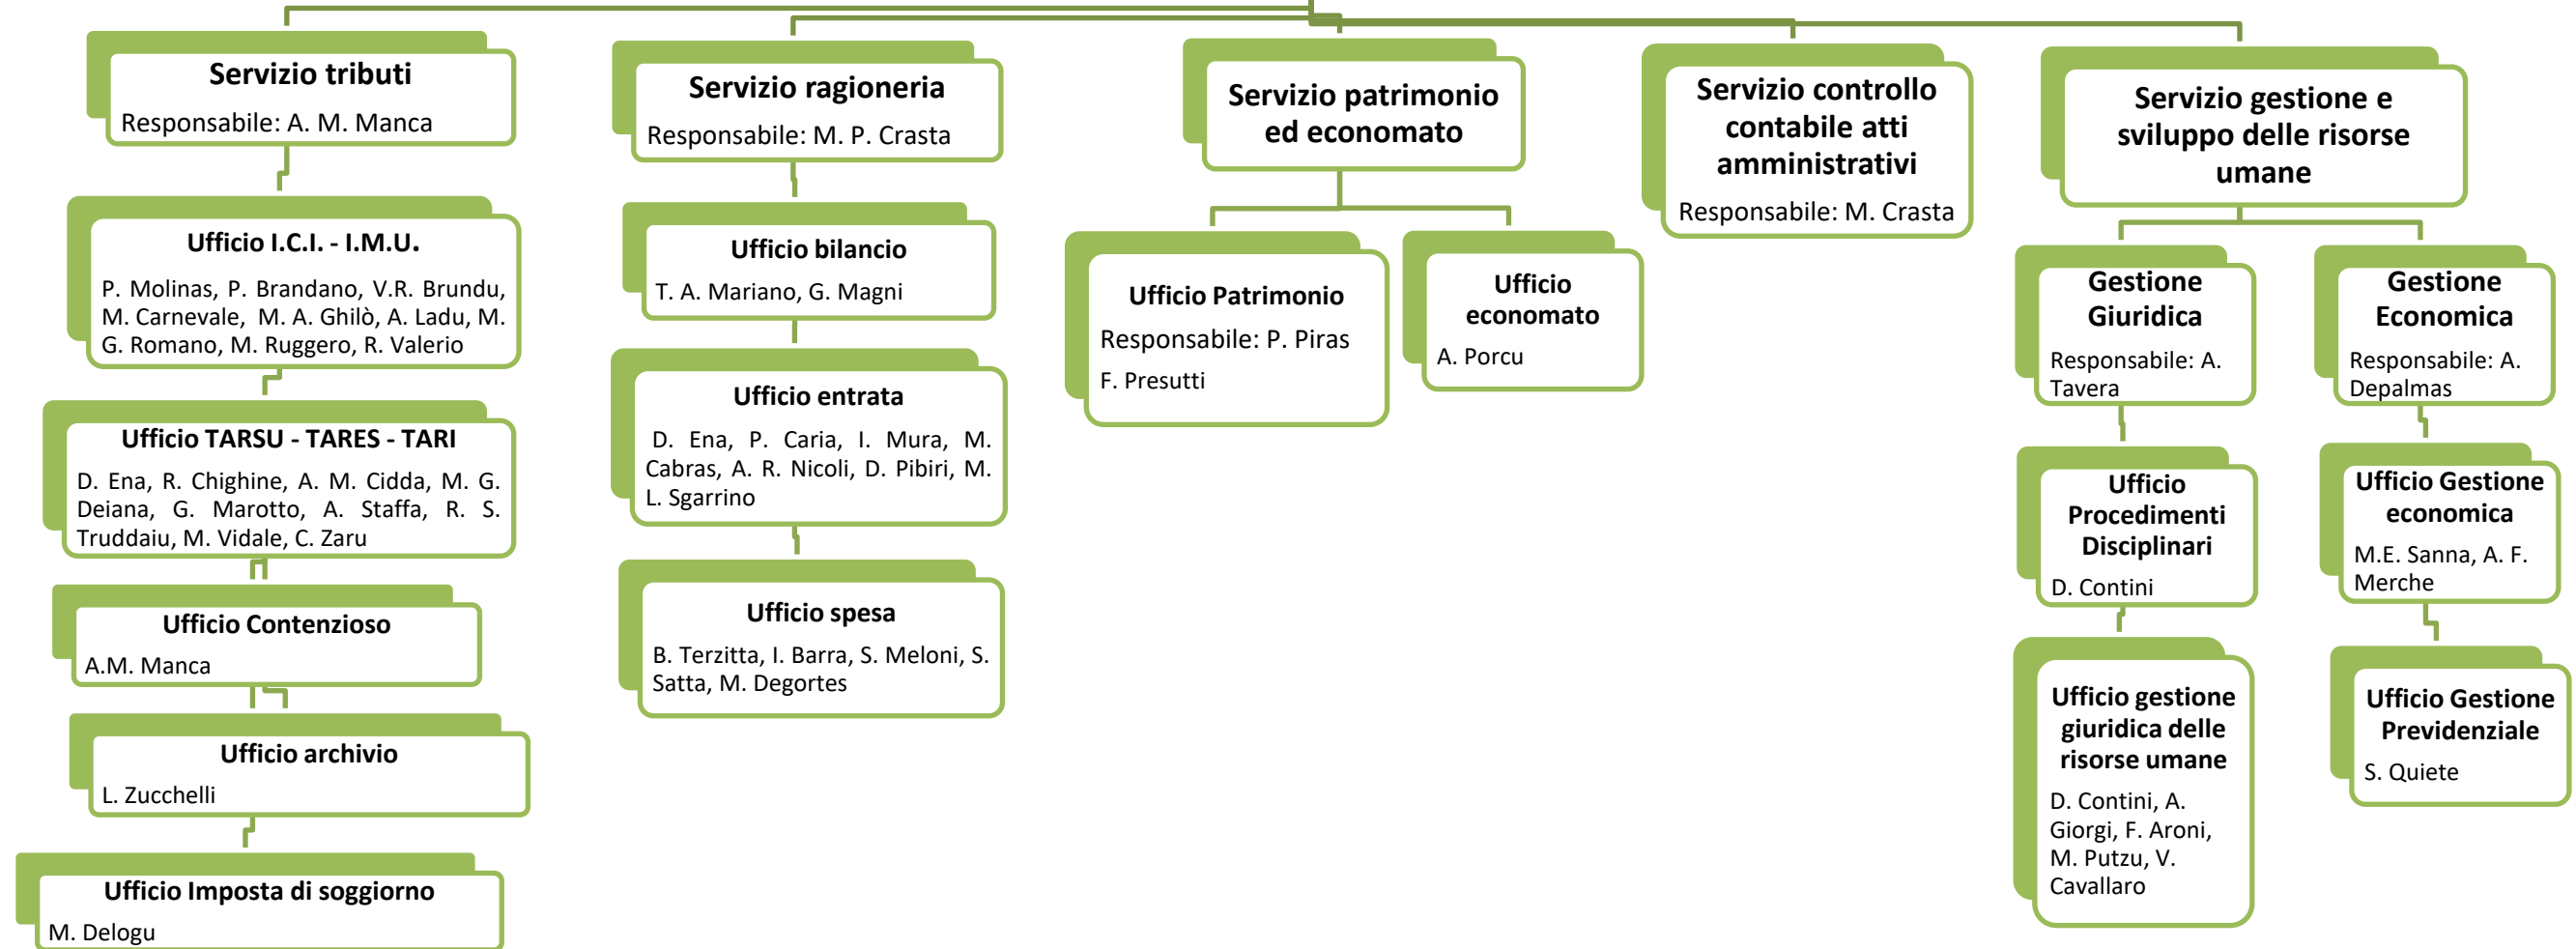 Servizio tributi
Responsabile: A. M. Manca
Ufficio I.C.I. - I.M.U.
P. Molinas, P. Brandano, V.R. Brundu,
M. Carnevale, M. A. Ghilò, A. Ladu, M.
G. Romano, M. Ruggero, R. Valerio
Ufficio TARSU - TARES - TARI
D. Ena, R. Chighine, A. M. Cidda, M. G.
Deiana, G. Marotto, A. Staffa, R. S.
Truddaiu, M. Vidale, C. Zaru
Ufficio Contenzioso
A.M. Manca
Ufficio archivio
L. Zucchelli
Ufficio Imposta di soggiorno
M. Delogu
Servizio ragioneria
Responsabile: M. P. Crasta
Ufficio bilancio
T. A. Mariano, G. Magni
Ufficio entrata
D. Ena, P. Caria, I. Mura, M.
Cabras, A. R. Nicoli, D. Pibiri, M.
L. Sgarrino
Ufficio spesa
B. Terzitta, I. Barra, S. Meloni, S.
Satta, M. Degortes
Servizio patrimonio
ed economato
Ufficio Patrimonio
Responsabile: P. Piras
F. Presutti
Ufficio
economato
A. Porcu
Servizio controllo
contabile atti
amministrativi
Responsabile: M. Crasta
Servizio gestione e
sviluppo delle risorse
umane
Gestione
Giuridica
Responsabile: A.
Tavera
Ufficio
Procedimenti
Disciplinari
D. Contini
Ufficio gestione
giuridica delle
risorse umane
D. Contini, A.
Giorgi, F. Aroni,
M. Putzu, V.
Cavallaro
Gestione
Economica
Responsabile: A.
Depalmas
Ufficio Gestione
economica
M.E. Sanna, A. F.
Merche
Ufficio Gestione
Previdenziale
S. Quiete